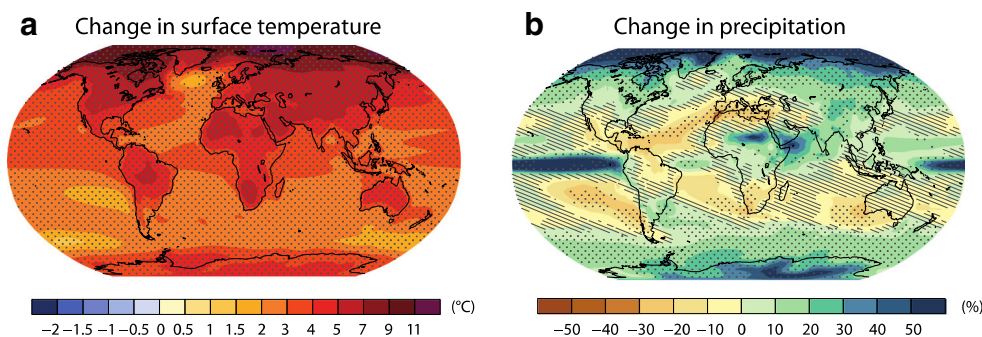 a Change in surface temperature
b Change in precipitation
−2 −1.5 −1 −0.5 0 0.5 1 1.5 2 3 4 5 7 9 11 (°C)
−50 −40 −30 −20 −10 0 10 20 30 40 50 (%)